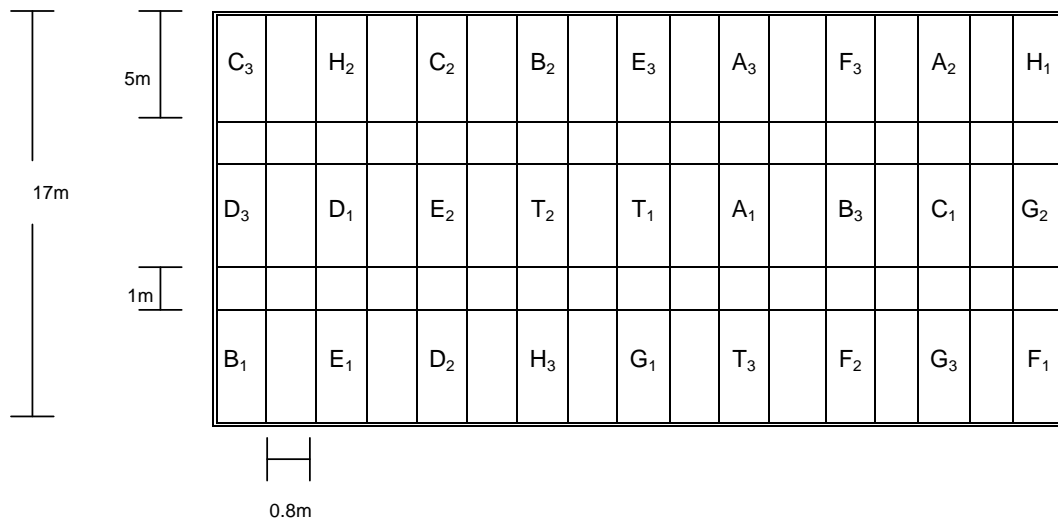 C₃ H₂ C₂ B₂ E₃ A₃ F₃ A₂ H₁
5m
17m
D₃ D₁ E₂ T₂ T₁ A₁ B₃ C₁ G₂
1m
B₁ E₁ D₂ H₃ G₁ T₃ F₂ G₃ F₁
0.8m